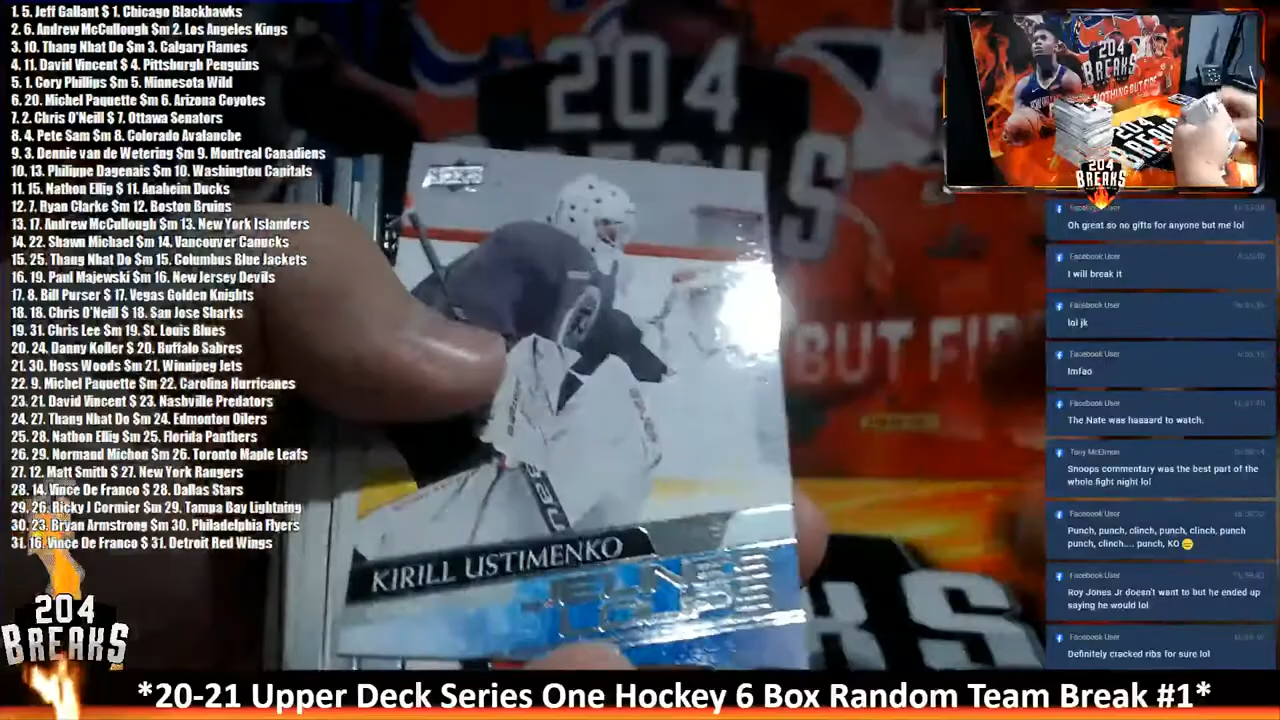 1. 5. Jeff Gallant $ 1. Chicago Blackhawks
2. 6. Andrew McCullough $m 2. Los Angeles Kings
3. 10. Thang Nhat Do $m 3. Calgary Flames
4. 11. David Vincent $ 4. Pittsburgh Penguins
5. 1. Cory Phillips $m 5. Minnesota Wild
6. 20. Michel Paquette $m 6. Arizona Coyotes
7. 2. Chris O'Neill $ 7. Ottawa Senators
8. 4. Pete Sam $m 8. Colorado Avalanche
9. 3. Dennie van de Wetering $m 9. Montreal Canadiens
10. 13. Philippe Dagenais $m 10. Washington Capitals
11. 15. Nathon Ellig $ 11. Anaheim Ducks
12. 7. Ryan Clarke $m 12. Boston Bruins
13. 17. Andrew McCullough $m 13. New York Islanders
14. 22. Shawn Michael $m 14. Vancouver Canucks
15. 25. Thang Nhat Do $m 15. Columbus Blue Jackets
16. 19. Paul Majewski $m 16. New Jersey Devils
17. 8. Bill Purser $ 17. Vegas Golden Knights
18. 18. Chris O'Neill $ 18. San Jose Sharks
19. 31. Chris Lee $m 19. St. Louis Blues
20. 24. Danny Koller $ 20. Buffalo Sabres
21. 30. Hoss Woods $m 21. Winnipeg Jets
22. 9. Michel Paquette $m 22. Carolina Hurricanes
23. 21. David Vincent $ 23. Nashville Predators
24. 27. Thang Nhat Do $m 24. Edmonton Oilers
25. 28. Nathon Ellig $m 25. Florida Panthers
26. 29. Normand Michon $m 26. Toronto Maple Leafs
27. 12. Matt Smith $ 27. New York Rangers
28. 14. Vince De Franco $ 28. Dallas Stars
29. 26. Ricky J Cormier $m 29. Tampa Bay Lightning
30. 23. Bryan Armstrong $m 30. Philadelphia Flyers
31. 16. Vince De Franco $ 31. Detroit Red Wings
204
BREAKS
204
BREAKS
BUT FIRE
KIRILL USTIMENKO
YOUNG
GUNS
204
BREAKS
NOTHING BUT FIRE
204
BREAKS
204
BREAKS
Facebook User
Oh great so no gifts for anyone but me lol
Facebook User
I will break it
Facebook User
lol jk
Facebook User
lmfao
Facebook User
The Nate was haaaard to watch.
Tony McElmon
Snoops commentary was the best part of the
whole fight night lol
Facebook User
Punch, punch, clinch, punch, clinch, punch
punch, clinch.... punch, KO 😑
Facebook User
Roy Jones Jr doesn't want to but he ended up
saying he would lol
Facebook User
Definitely cracked ribs for sure lol
*20-21 Upper Deck Series One Hockey 6 Box Random Team Break #1*